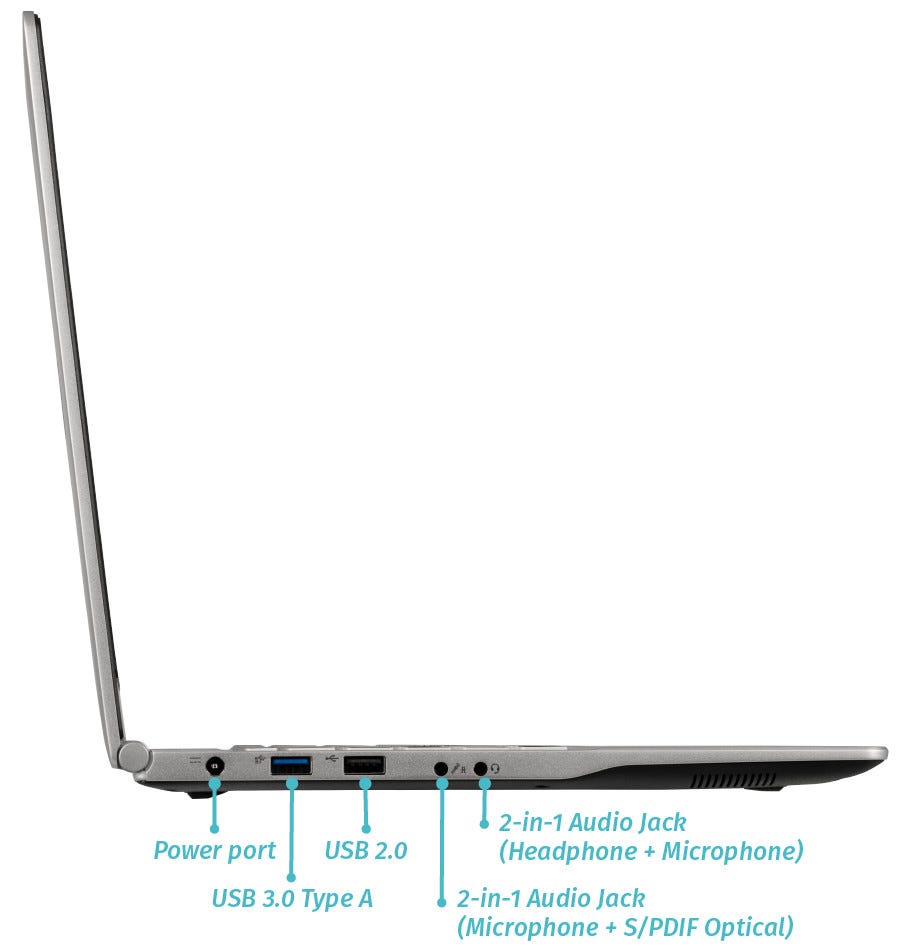 Power port
USB 2.0
2-in-1 Audio Jack
(Headphone + Microphone)
USB 3.0 Type A
2-in-1 Audio Jack
(Microphone + S/PDIF Optical)